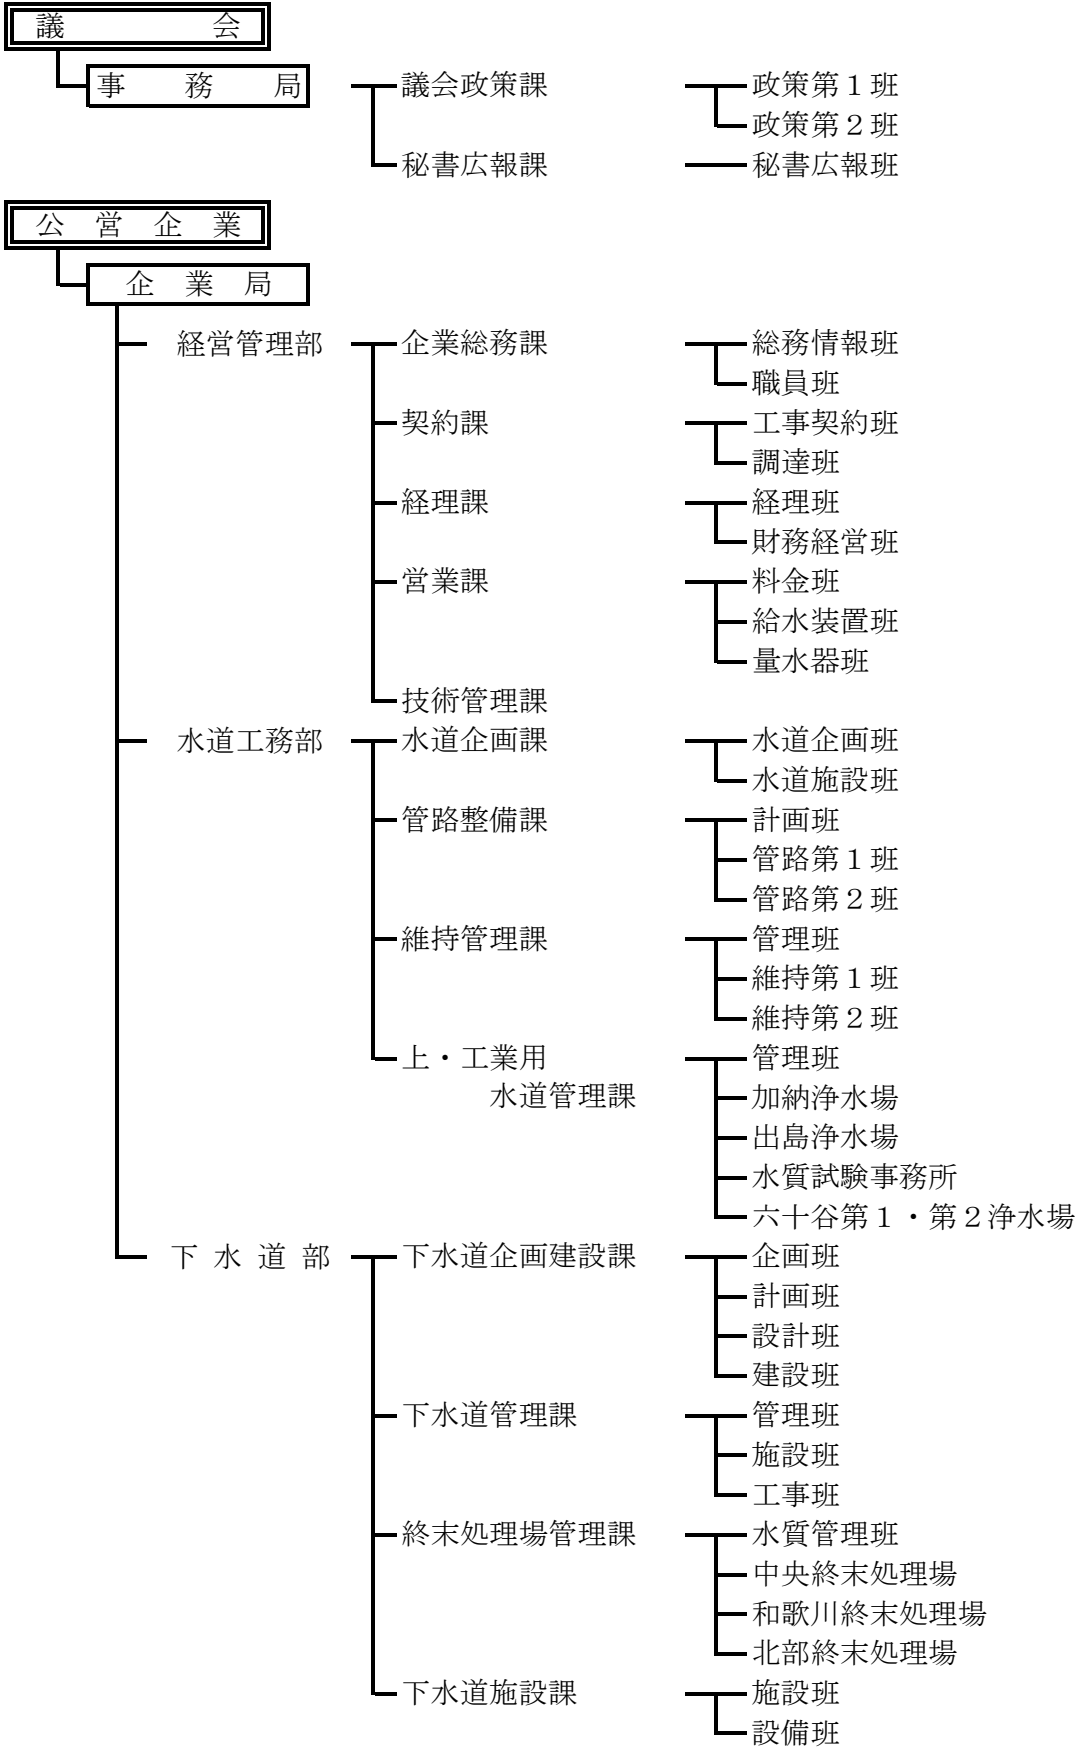 議会
事務局 議会政策課 政策第１班
政策第２班
秘書広報課 秘書広報班
公営企業
企業局
経営管理部 企業総務課 総務情報班
職員班
契約課 工事契約班
調達班
経理課 経理班
財務経営班
営業課 料金班
給水装置班
量水器班
技術管理課
水道工務部 水道企画課 水道企画班
水道施設班
管路整備課 計画班
管路第１班
管路第２班
維持管理課 管理班
維持第１班
維持第２班
上・工業用 管理班
水道管理課 加納浄水場
出島浄水場
水質試験事務所
六十谷第１・第２浄水場
下水道部 下水道企画建設課 企画班
計画班
設計班
建設班
下水道管理課 管理班
施設班
工事班
終末処理場管理課 水質管理班
中央終末処理場
和歌川終末処理場
北部終末処理場
下水道施設課 施設班
設備班